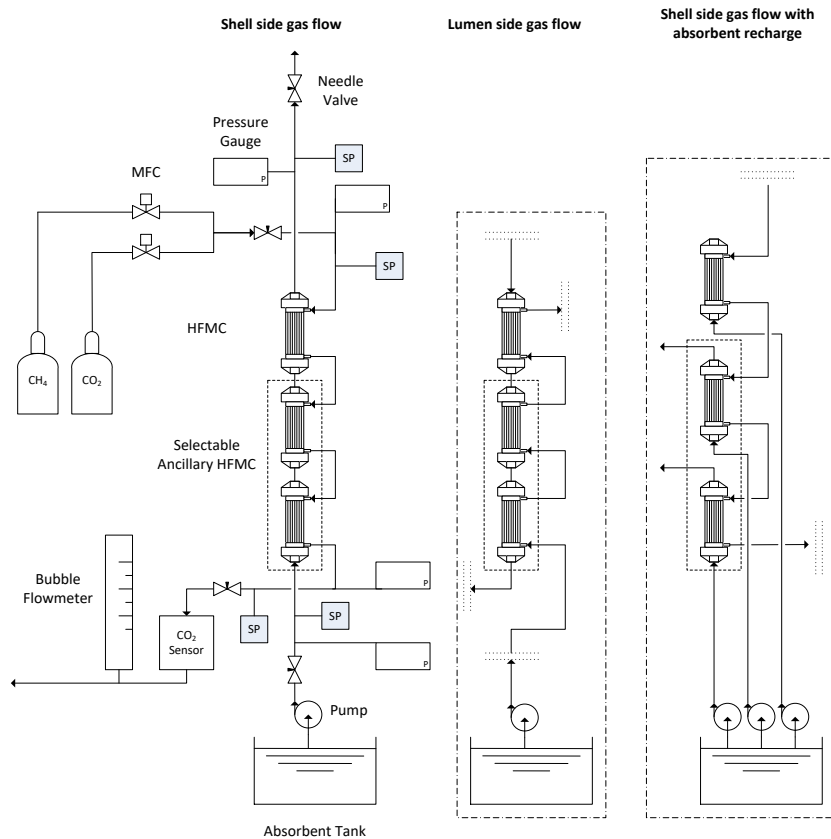 Shell side gas flow
Lumen side gas flow
Shell side gas flow with
absorbent recharge
Needle
Valve
Pressure
Gauge
P
SP
MFC
P
SP
HFMC
CH4
CO2
Selectable
Ancillary HFMC
Bubble
Flowmeter
P
SP
SP
CO2
Sensor
P
Pump
Absorbent Tank